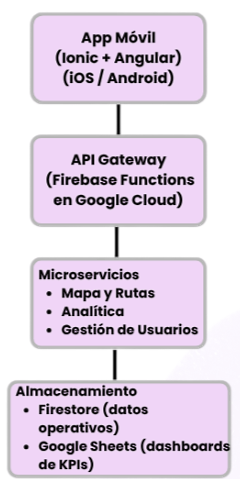 App Móvil
(Ionic + Angular)
(iOS / Android)
API Gateway
(Firebase Functions
en Google Cloud)
Microservicios
• Mapa y Rutas
• Analítica
• Gestión de Usuarios
Almacenamiento
• Firestore (datos
operativos)
• Google Sheets (dashboards
de KPIs)